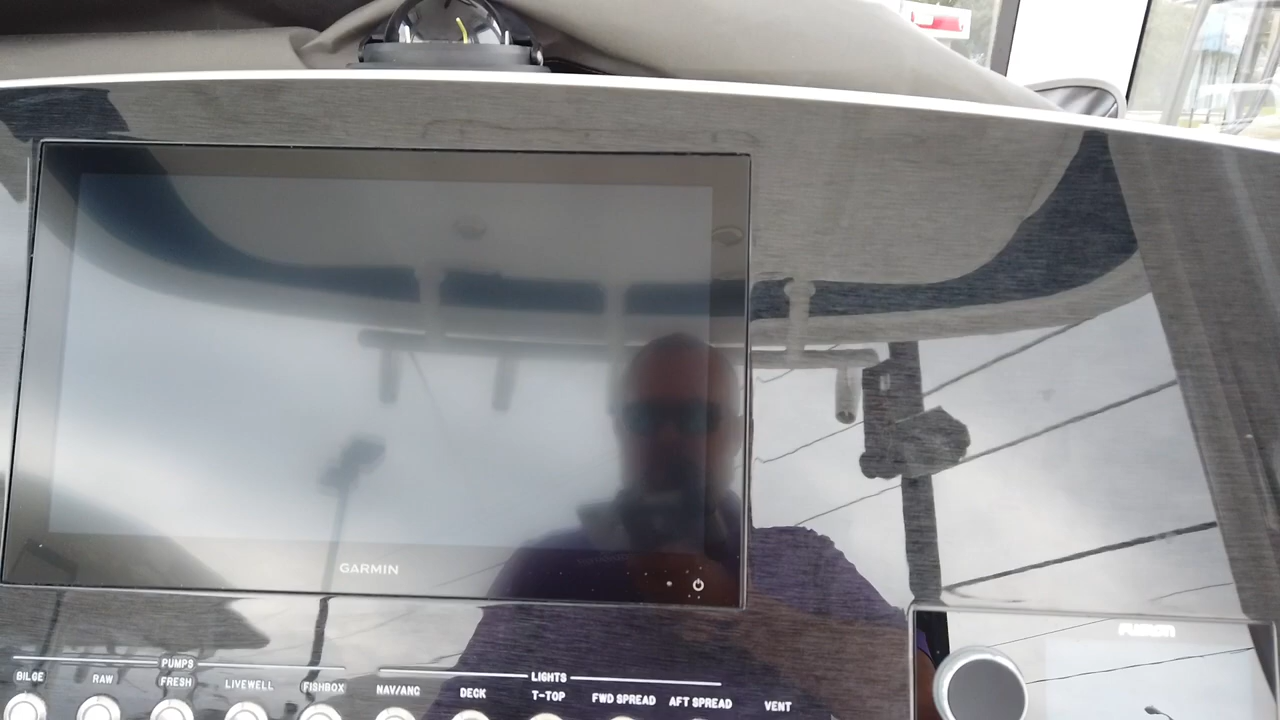 GARMIN
FUSION
PUMPS
LIGHTS
BILGE RAW FRESH LIVEWELL FISHBOX NAV/ANC DECK T-TOP FWD SPREAD AFT SPREAD VENT